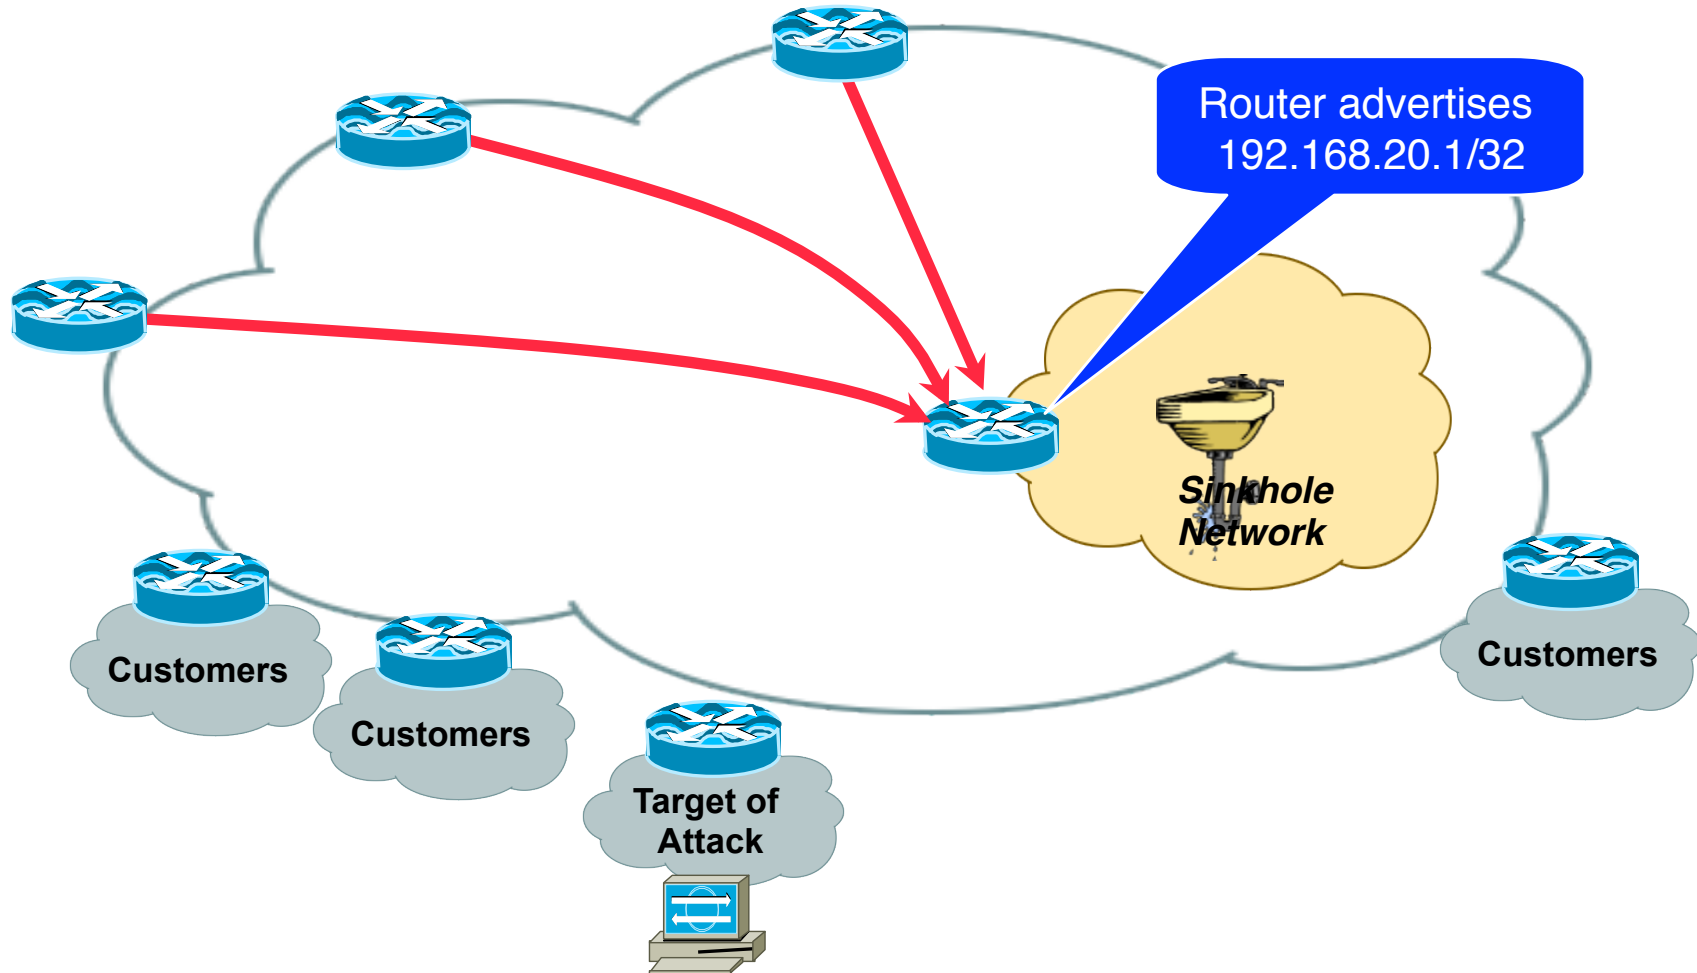 Router advertises
192.168.20.1/32
Sinkhole
Network
Customers
Customers
Customers
Target of
Attack